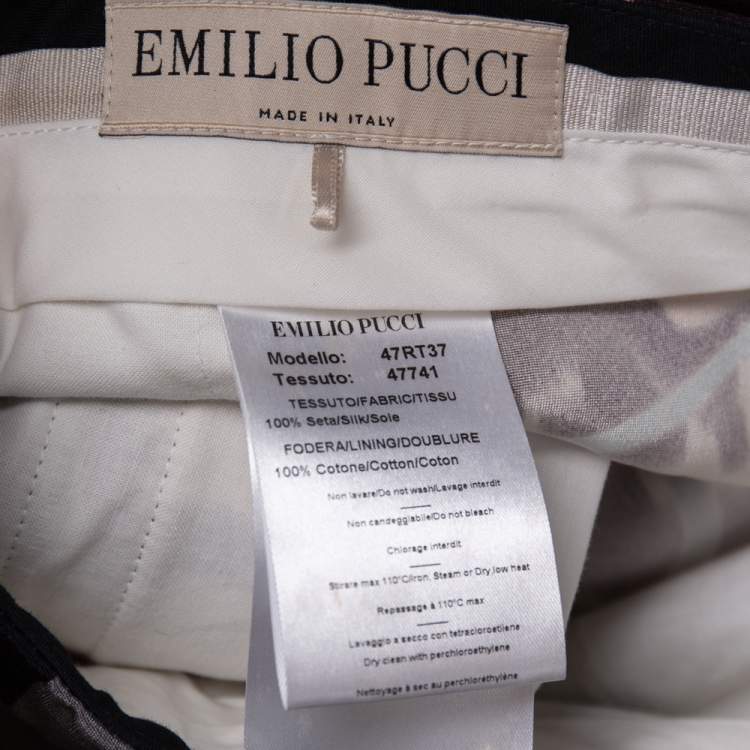 EMILIO PUCCI
MADE IN ITALY
EMILIO PUCCI
Modello: 47RT37
Tessuto: 47741
TESSUTO/FABRIC/TISSU
100% Seta/Silk/Soie
FODERA/LINING/DOUBLURE
100% Cotone/Cotton/Coton
Non lavare/Do not wash/Lavage interdit
Non candeggiabile/Do not bleach
Chlorage interdit
Stirare max 110°C/Iron, Steam or Dry,low heat
Repassage à 110°C max
Lavaggio a secco con tetracloroetilene
Dry clean with perchloroethylene
Nettoyage à sec au perchloréthylène